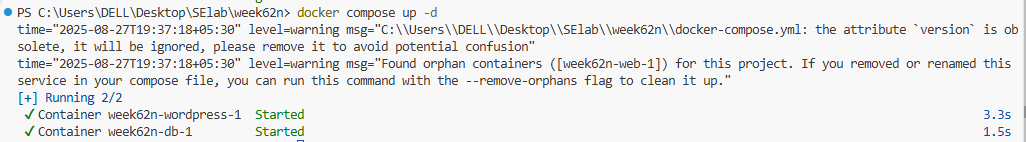 PS C:\Users\DELL\Desktop\SElab\week62n> docker compose up -d
time="2025-08-27T19:37:18+05:30" level=warning msg="C:\\Users\\DELL\\Desktop\\SElab\\week62n\\docker-compose.yml: the attribute `version` is ob
solete, it will be ignored, please remove it to avoid potential confusion"
time="2025-08-27T19:37:18+05:30" level=warning msg="Found orphan containers ([week62n-web-1]) for this project. If you removed or renamed this
service in your compose file, you can run this command with the --remove-orphans flag to clean it up."
[+] Running 2/2
✔ Container week62n-wordpress-1  Started 3.3s
✔ Container week62n-db-1         Started 1.5s